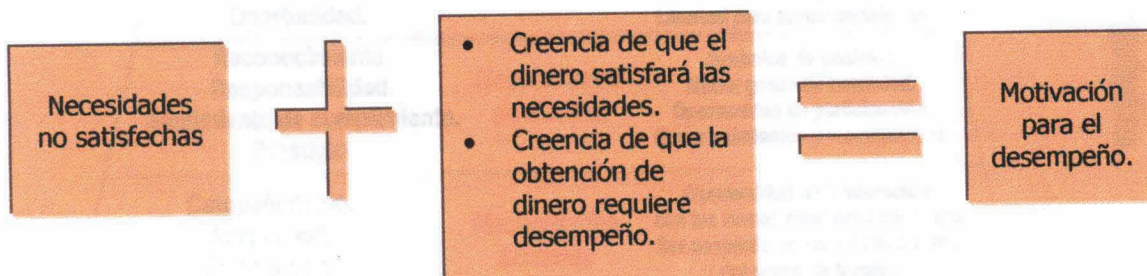 Necesidades
no satisfechas
• Creencia de que el
dinero satisfará las
necesidades.
• Creencia de que la
obtención de
dinero requiere
desempeño.
Motivación
para el
desempeño.